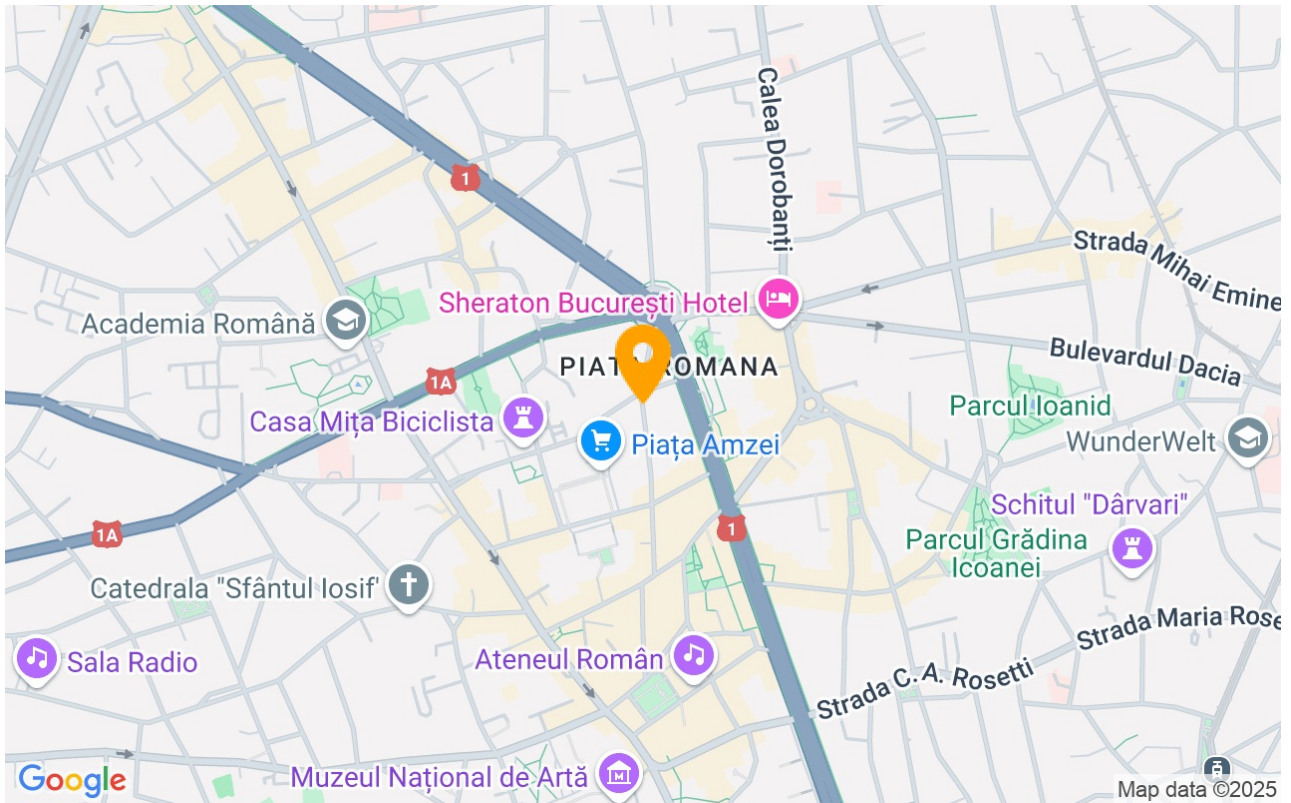 Calea Dorobanți
1
Strada Mihai Emine
Sheraton București Hotel
Academia Română
PIAȚA ROMANA
Bulevardul Dacia
1A
Casa Mița Biciclista
Parcul Ioanid
Piața Amzei
WunderWelt
Schitul "Dârvari"
1
1A
Parcul Grădina
Icoanei
Catedrala "Sfântul Iosif'
Strada Maria Rose
Sala Radio
Ateneul Român
Strada C. A. Rosetti
Muzeul Național de Artă
M
Google
Map data ©2025